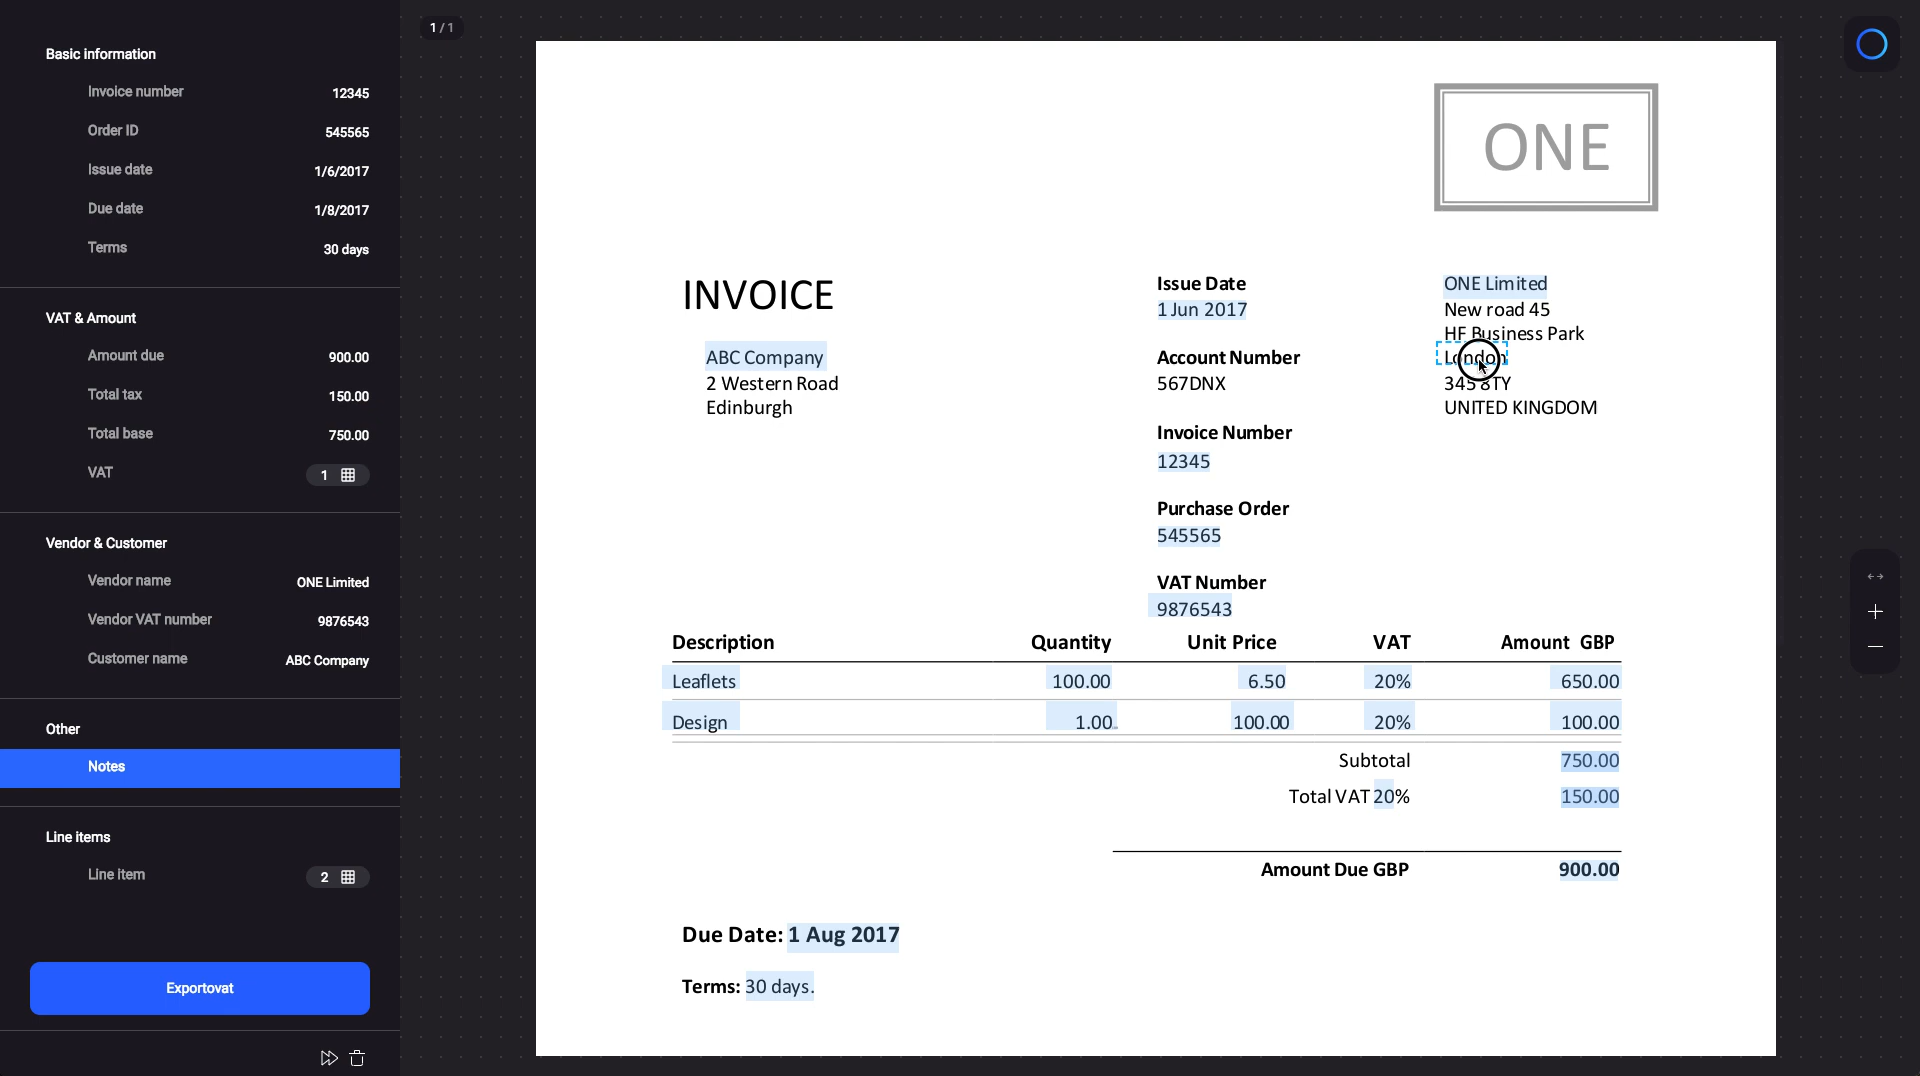 Basic information
Invoice number 12345
Order ID 545565
Issue date 1/6/2017
Due date 1/8/2017
Terms 30 days
VAT & Amount
Amount due 900.00
Total tax 150.00
Total base 750.00
VAT 1
Vendor & Customer
Vendor name ONE Limited
Vendor VAT number 9876543
Customer name ABC Company
Other
Notes
Line items
Line item 2
Exportovat
1 / 1
ONE
INVOICE
ABC Company
2 Western Road
Edinburgh
Issue Date
1 Jun 2017
Account Number
567DNX
Invoice Number
12345
Purchase Order
545565
VAT Number
9876543
ONE Limited
New road 45
HF Business Park
London
345 8TY
UNITED KINGDOM
Description Quantity Unit Price VAT Amount GBP
Leaflets 100.00 6.50 20% 650.00
Design 1.00 100.00 20% 100.00
Subtotal 750.00
Total VAT 20% 150.00
Amount Due GBP 900.00
Due Date: 1 Aug 2017
Terms: 30 days.